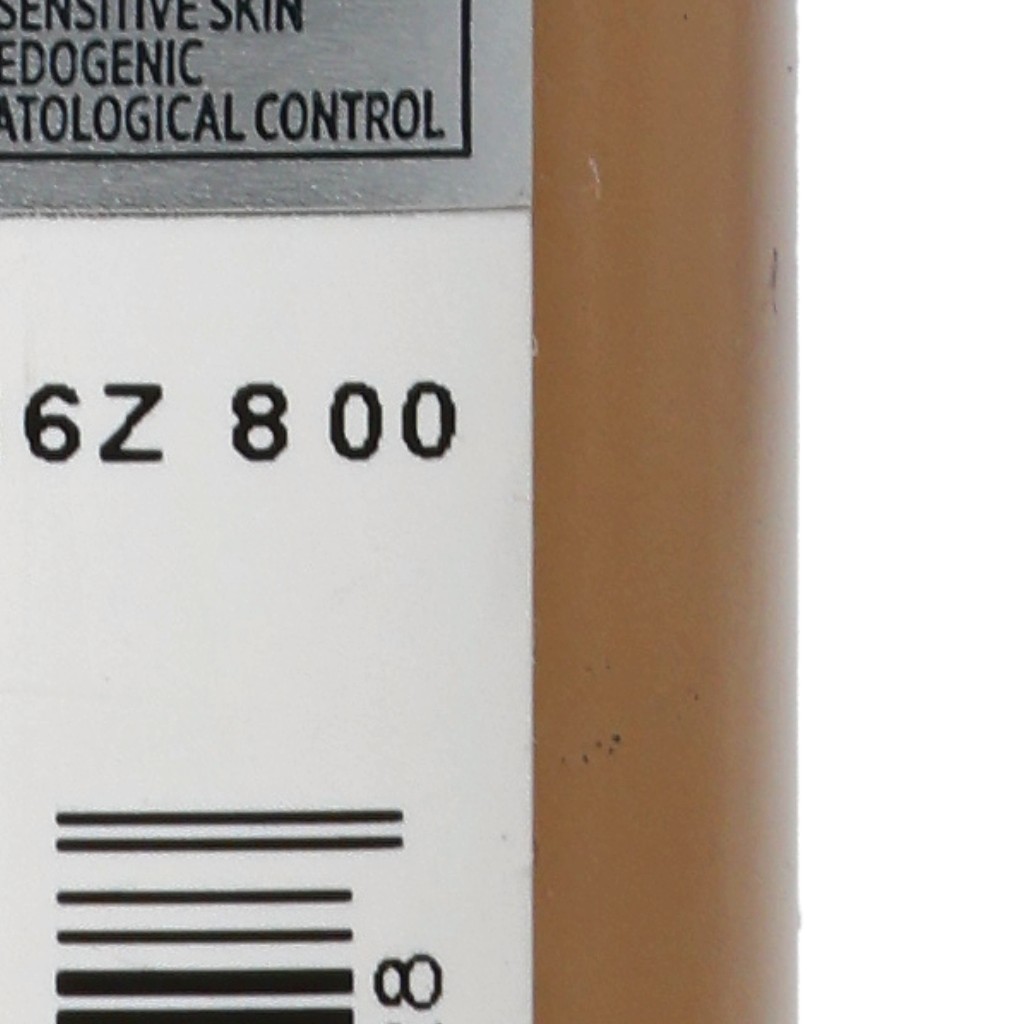 SENSITIVE SKIN
EDOGENIC
ATOLOGICAL CONTROL
6Z 800
8